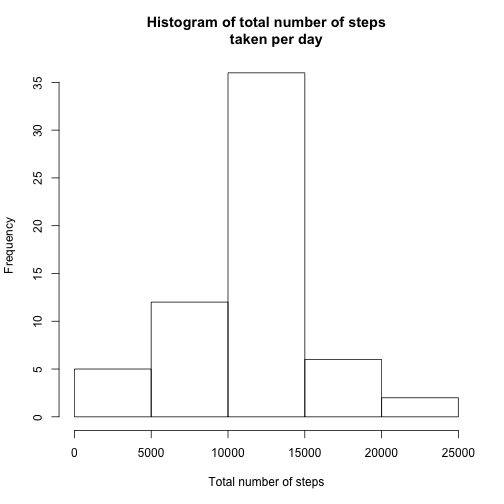 Histogram of total number of steps
taken per day
Frequency
35
30
25
20
15
10
5
0
0 5000 10000 15000 20000 25000
Total number of steps